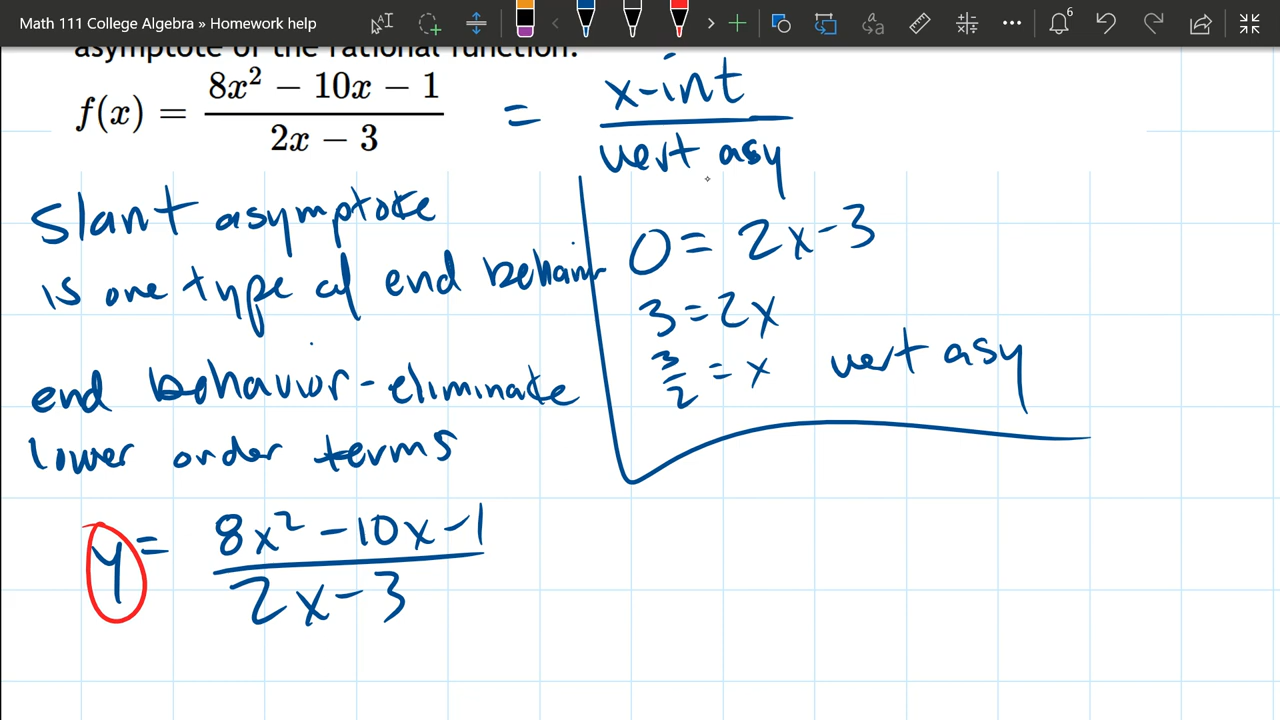 Math 111 College Algebra » Homework help
6
asymptote of the rational function.
f(x) = (8x² − 10x − 1)/(2x − 3) = x-int/vert asy
Slant asymptote
is one type of end behavior
end behavior - eliminate
lower order terms
y = (8x² − 10x − 1)/(2x − 3)
0 = 2x − 3
3 = 2x
3/2 = x vert asy